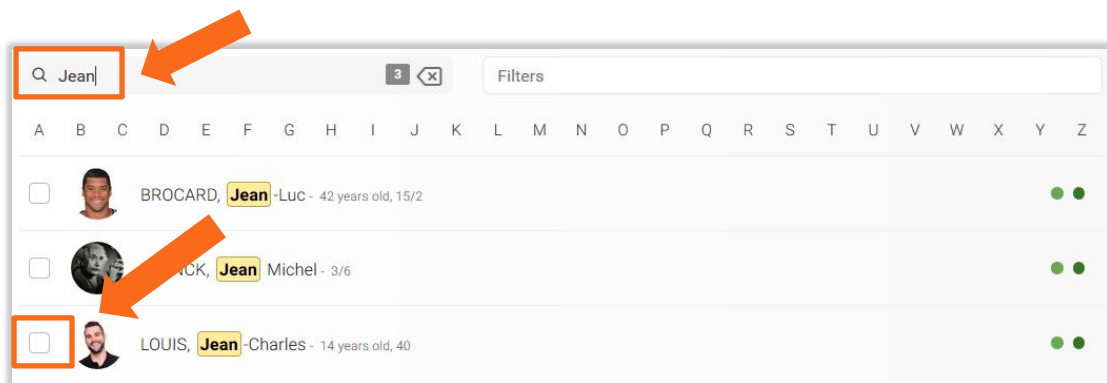 Jean 3 Filters
A B C D E F G H I J K L M N O P Q R S T U V W X Y Z
BROCARD, Jean-Luc - 42 years old, 15/2
Jean Michel - 3/6
LOUIS, Jean-Charles - 14 years old, 40